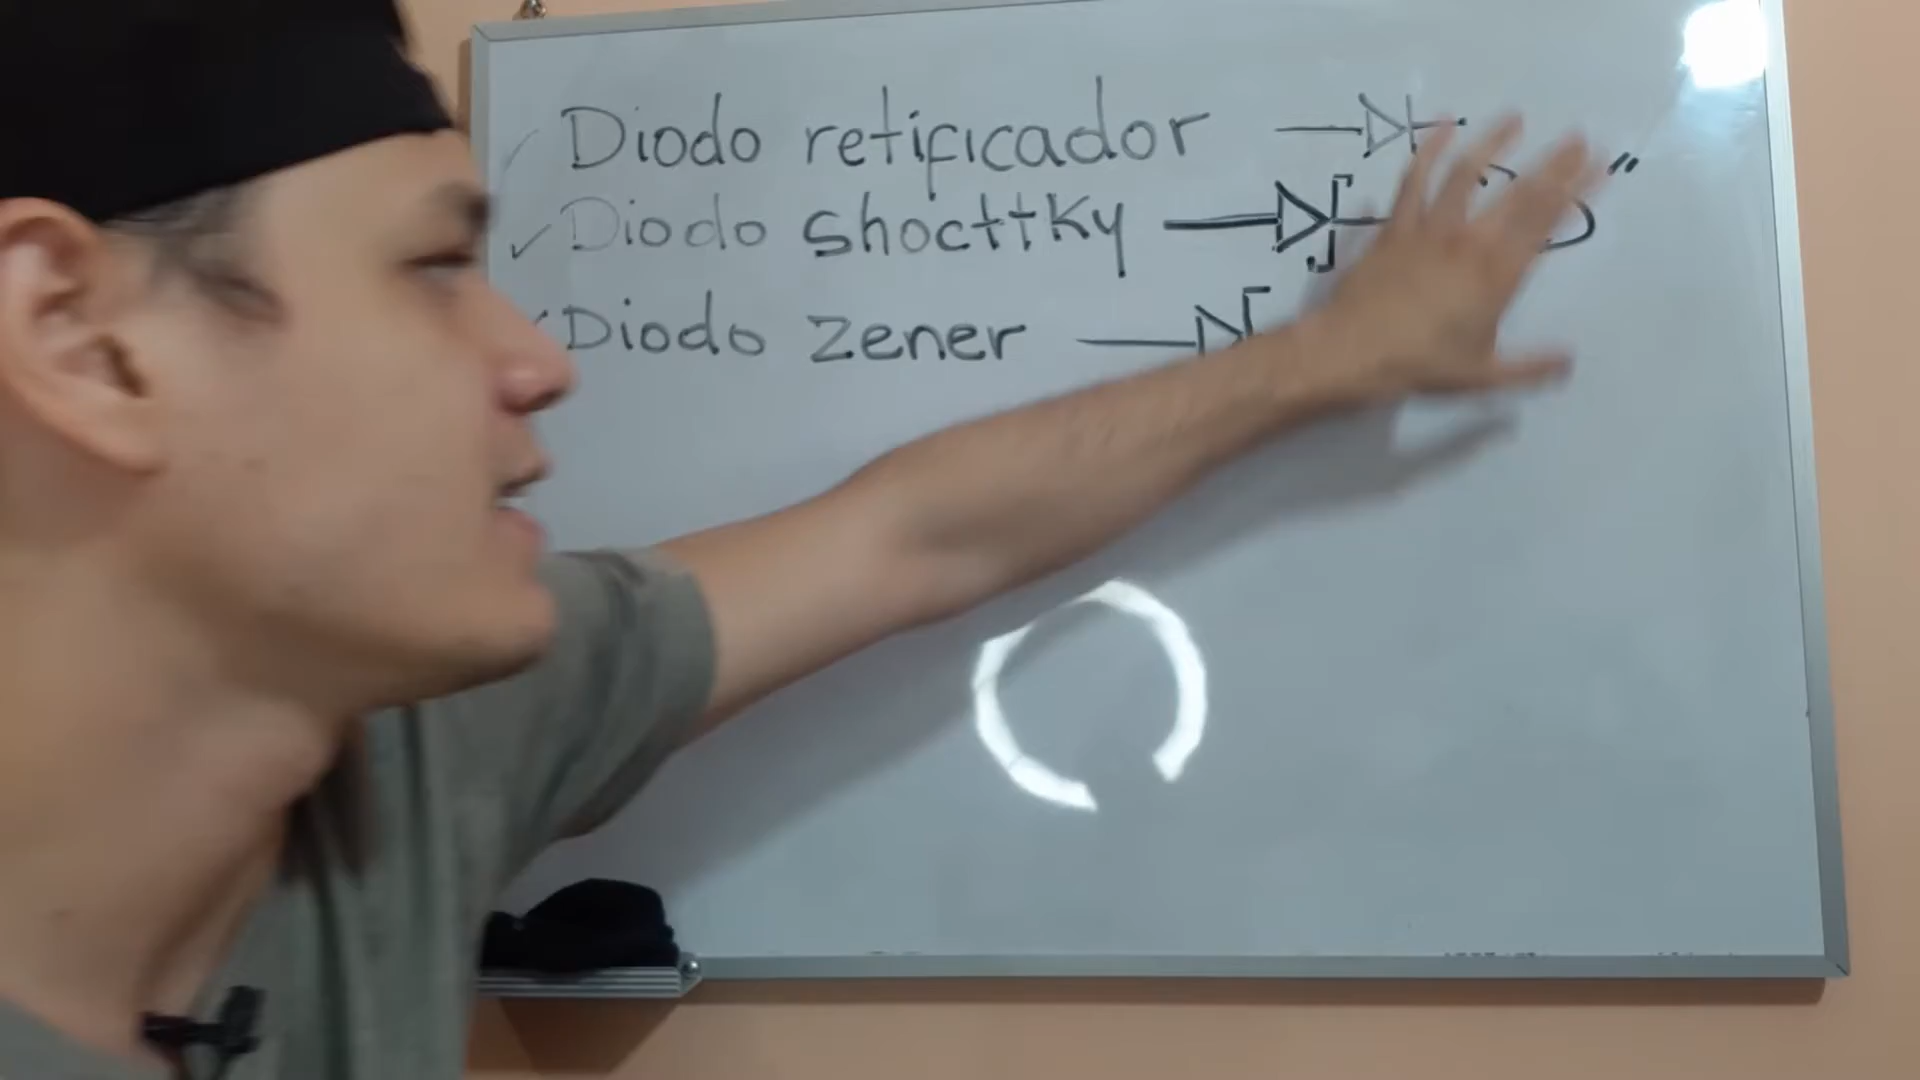 Diodo retificador
Diodo shocttky
Diodo zener